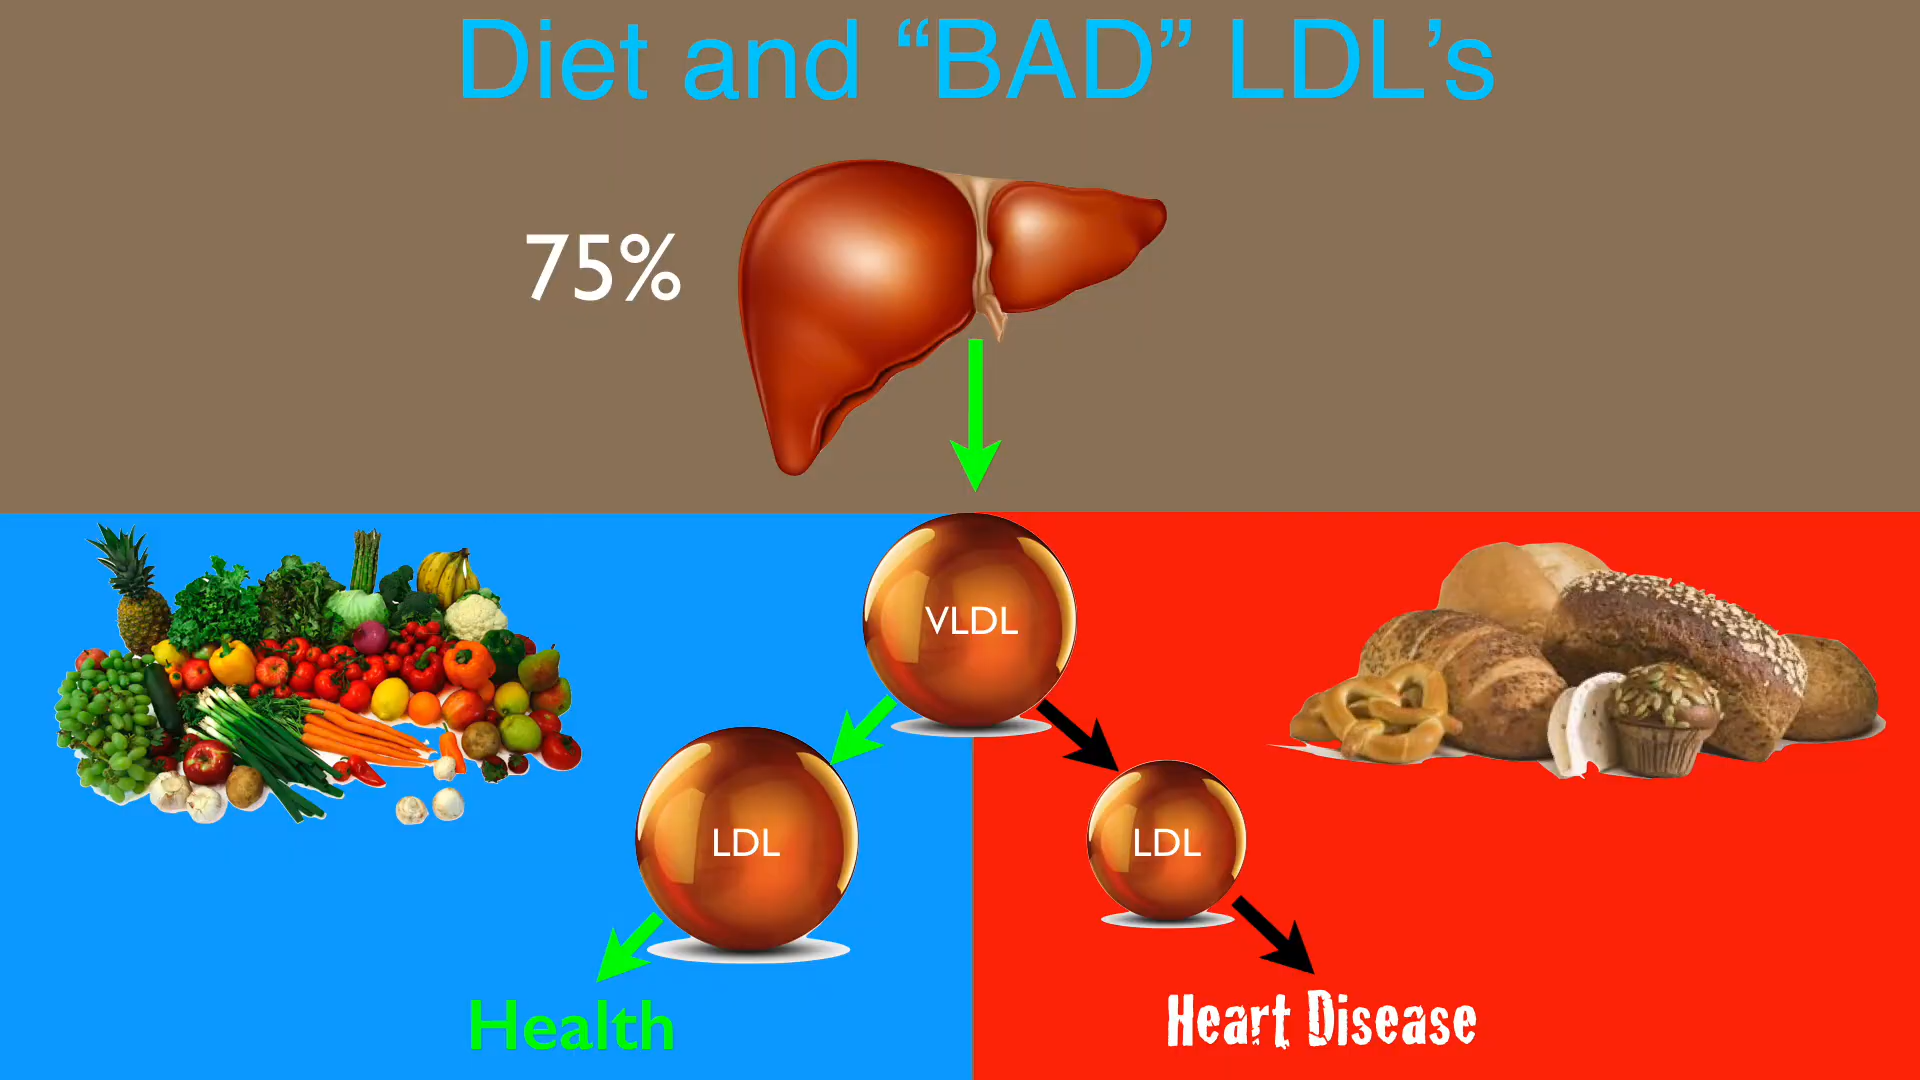 Diet and “BAD” LDL’s
75%
VLDL
LDL
LDL
Health
Heart Disease